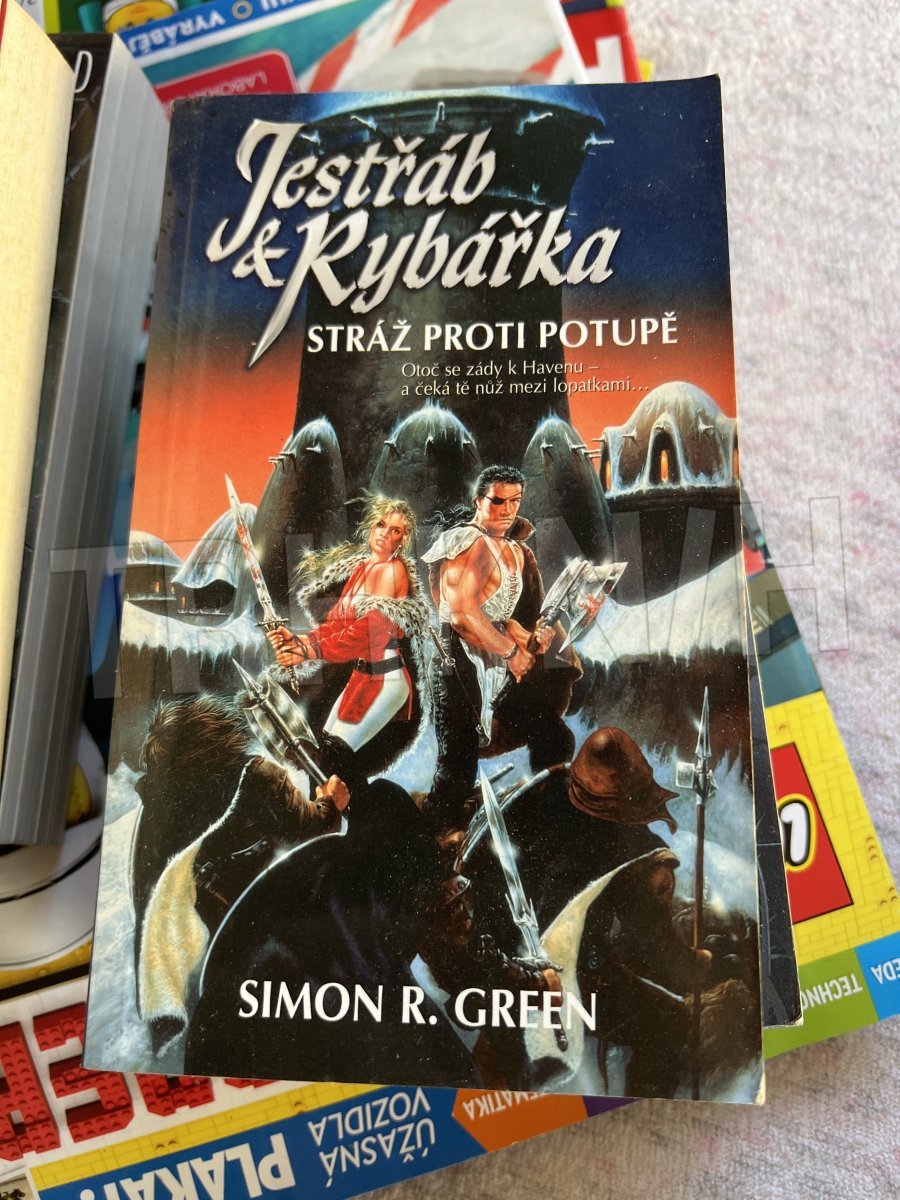 Jestřáb
& Rybářka
STRÁŽ PROTI POTUPĚ
Otoč se zády k Havenu –
a čeká tě nůž mezi lopatkami...
SIMON R. GREEN
VYRÁBĚJ
D
ÚŽASNÁ
VOZIDLA
PLAKÁT